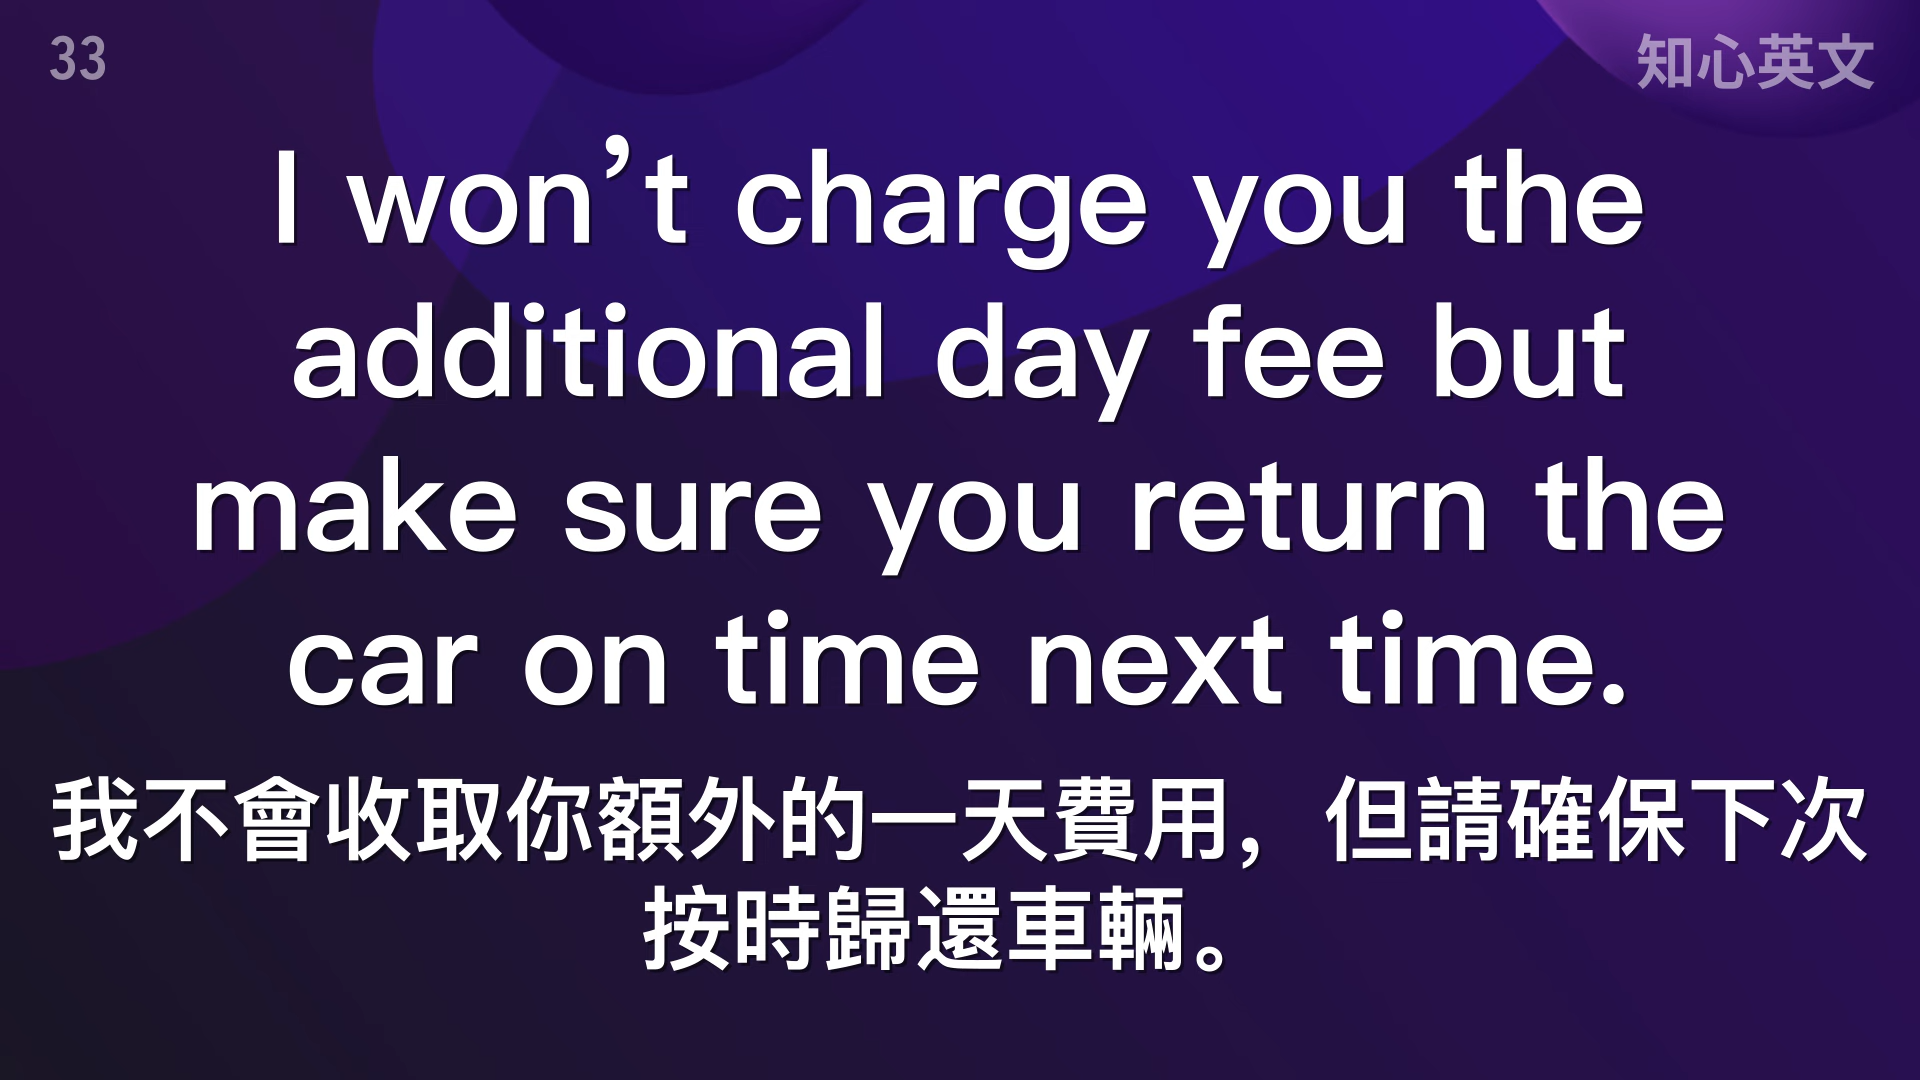 33
知心英文
I won’t charge you the
additional day fee but
make sure you return the
car on time next time.
我不會收取你額外的一天費用，但請確保下次
按時歸還車輛。